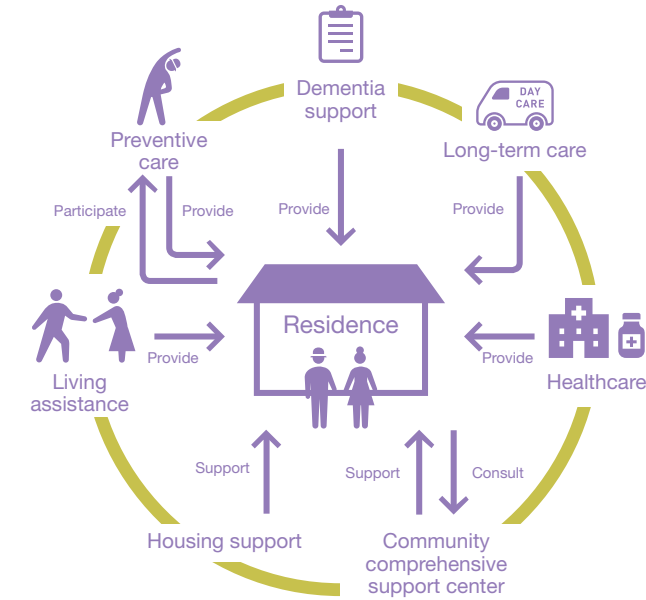 Dementia
support
DAY
CARE
Preventive
care
Long-term care
Participate
Provide
Provide
Provide
Residence
Provide
Provide
Living
assistance
Healthcare
Support
Support
Consult
Housing support
Community
comprehensive
support center